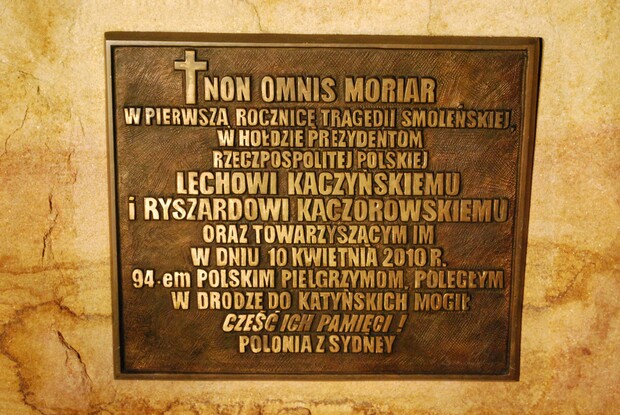 NON OMNIS MORIAR
W PIERWSZĄ ROCZNICĘ TRAGEDII SMOLEŃSKIEJ,
W HOŁDZIE PREZYDENTOM
RZECZPOSPOLITEJ POLSKIEJ
LECHOWI KACZYŃSKIEMU
i RYSZARDOWI KACZOROWSKIEMU
ORAZ TOWARZYSZĄCYM IM
W DNIU 10 KWIETNIA 2010 R.
94-em POLSKIM PIELGRZYMOM, POLEGŁYM
W DRODZE DO KATYŃSKICH MOGIŁ
CZEŚĆ ICH PAMIĘCI !
POLONIA Z SYDNEY